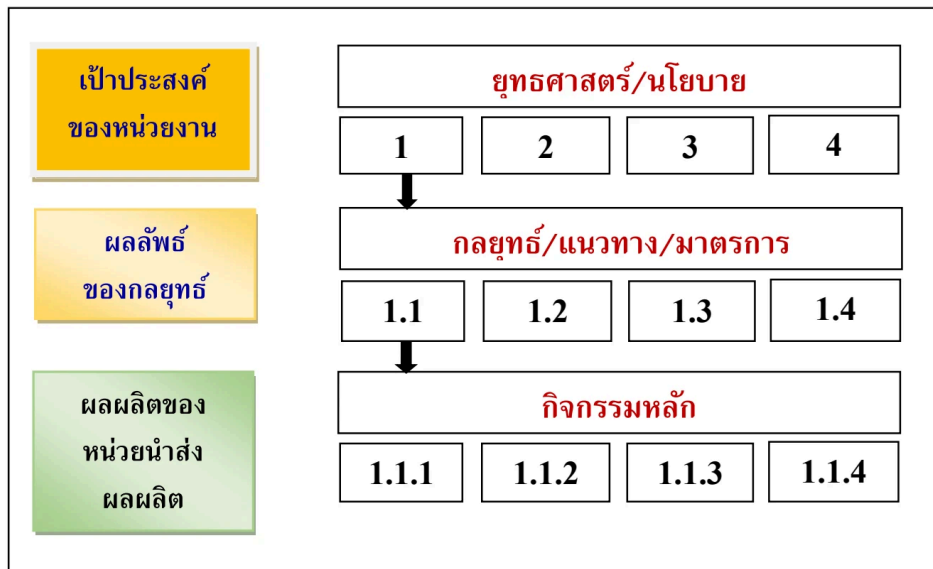 เป้าประสงค์
ของหน่วยงาน
ยุทธศาสตร์/นโยบาย
1 2 3 4
ผลลัพธ์
ของกลยุทธ์
กลยุทธ์/แนวทาง/มาตรการ
1.1 1.2 1.3 1.4
ผลผลิตของ
หน่วยนำส่ง
ผลผลิต
กิจกรรมหลัก
1.1.1 1.1.2 1.1.3 1.1.4